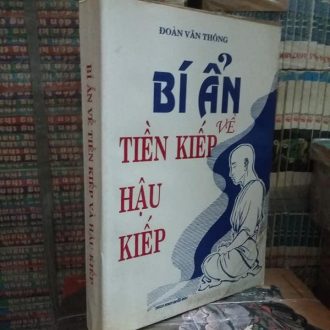 ĐOÀN VĂN THÔNG
BÍ ẨN
VỀ
TIỀN KIẾP
HẬU
KIẾP
BÍ ẨN VỀ TIỀN KIẾP VÀ HẬU KIẾP